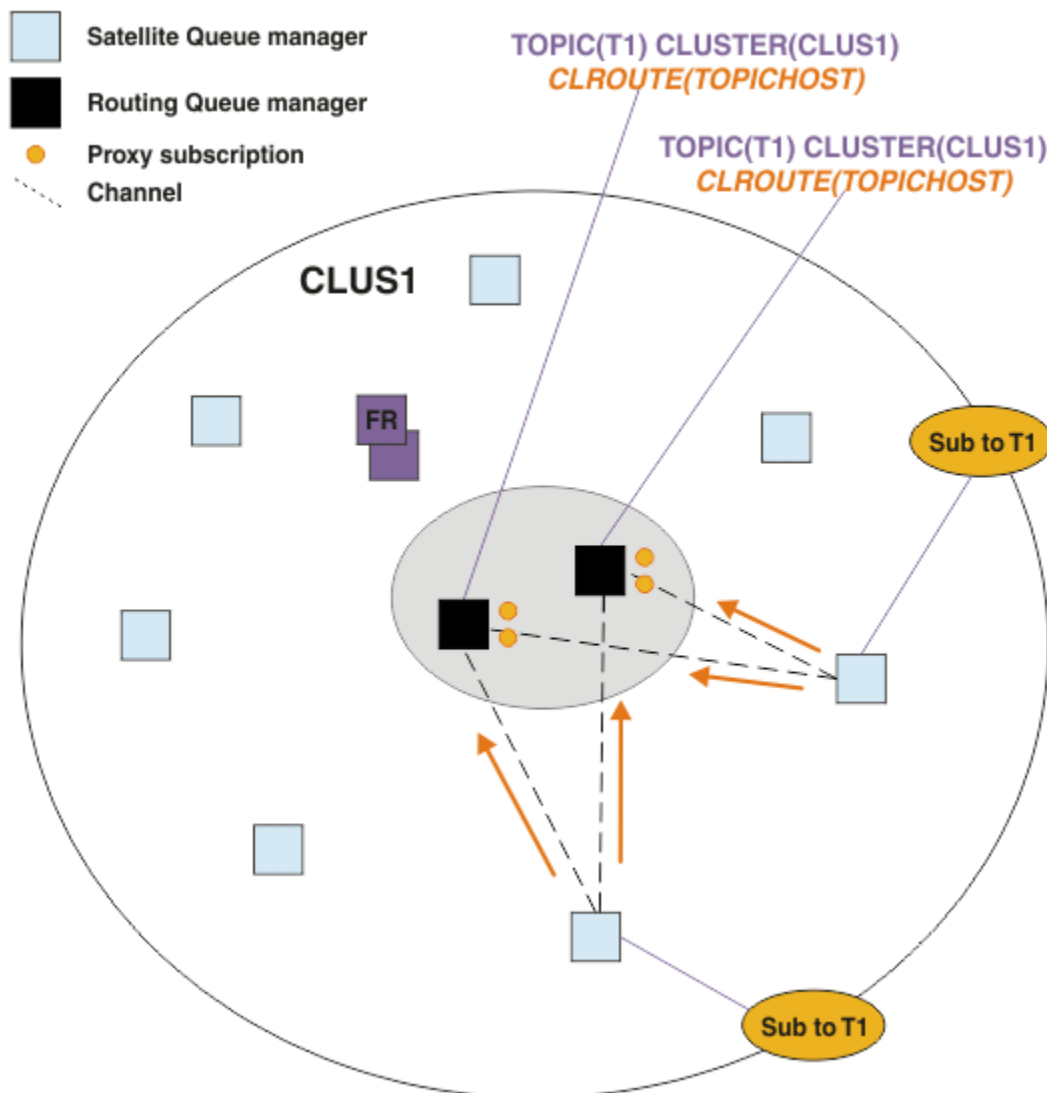 Satellite Queue manager
Routing Queue manager
Proxy subscription
Channel
TOPIC(T1) CLUSTER(CLUS1)
CLROUTE(TOPICHOST)
TOPIC(T1) CLUSTER(CLUS1)
CLROUTE(TOPICHOST)
CLUS1
FR
Sub to T1
Sub to T1